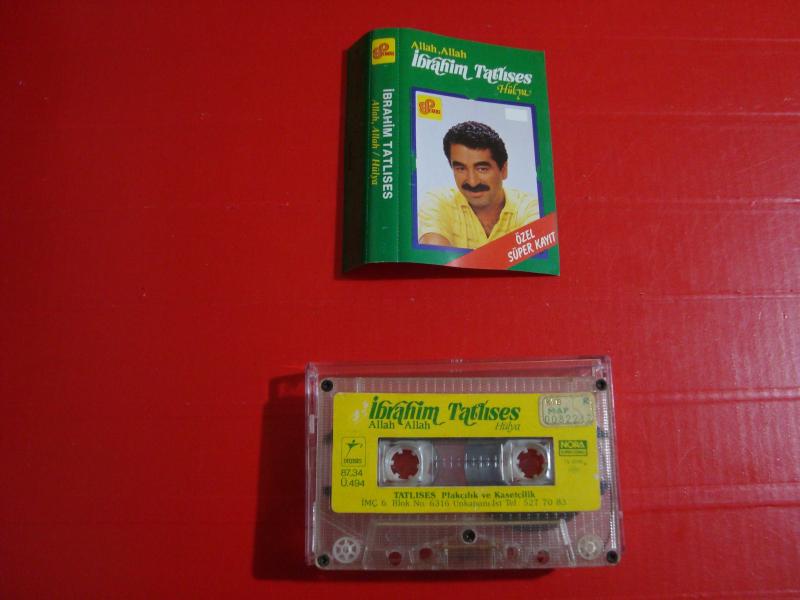 Allah, Allah
İbrahim Tatlıses
Hülya
İBRAHİM TATLISES
Allah, Allah / Hülya
ÖZEL
SÜPER KAYIT
İbrahim Tatlıses
Allah Allah
Hülya
87.34
Ü.494
NORA
TATLISES Plakçılık ve Kasetçilik
İMÇ 6. Blok No: 6316 Unkapanı-İst Tel: 527 70 83